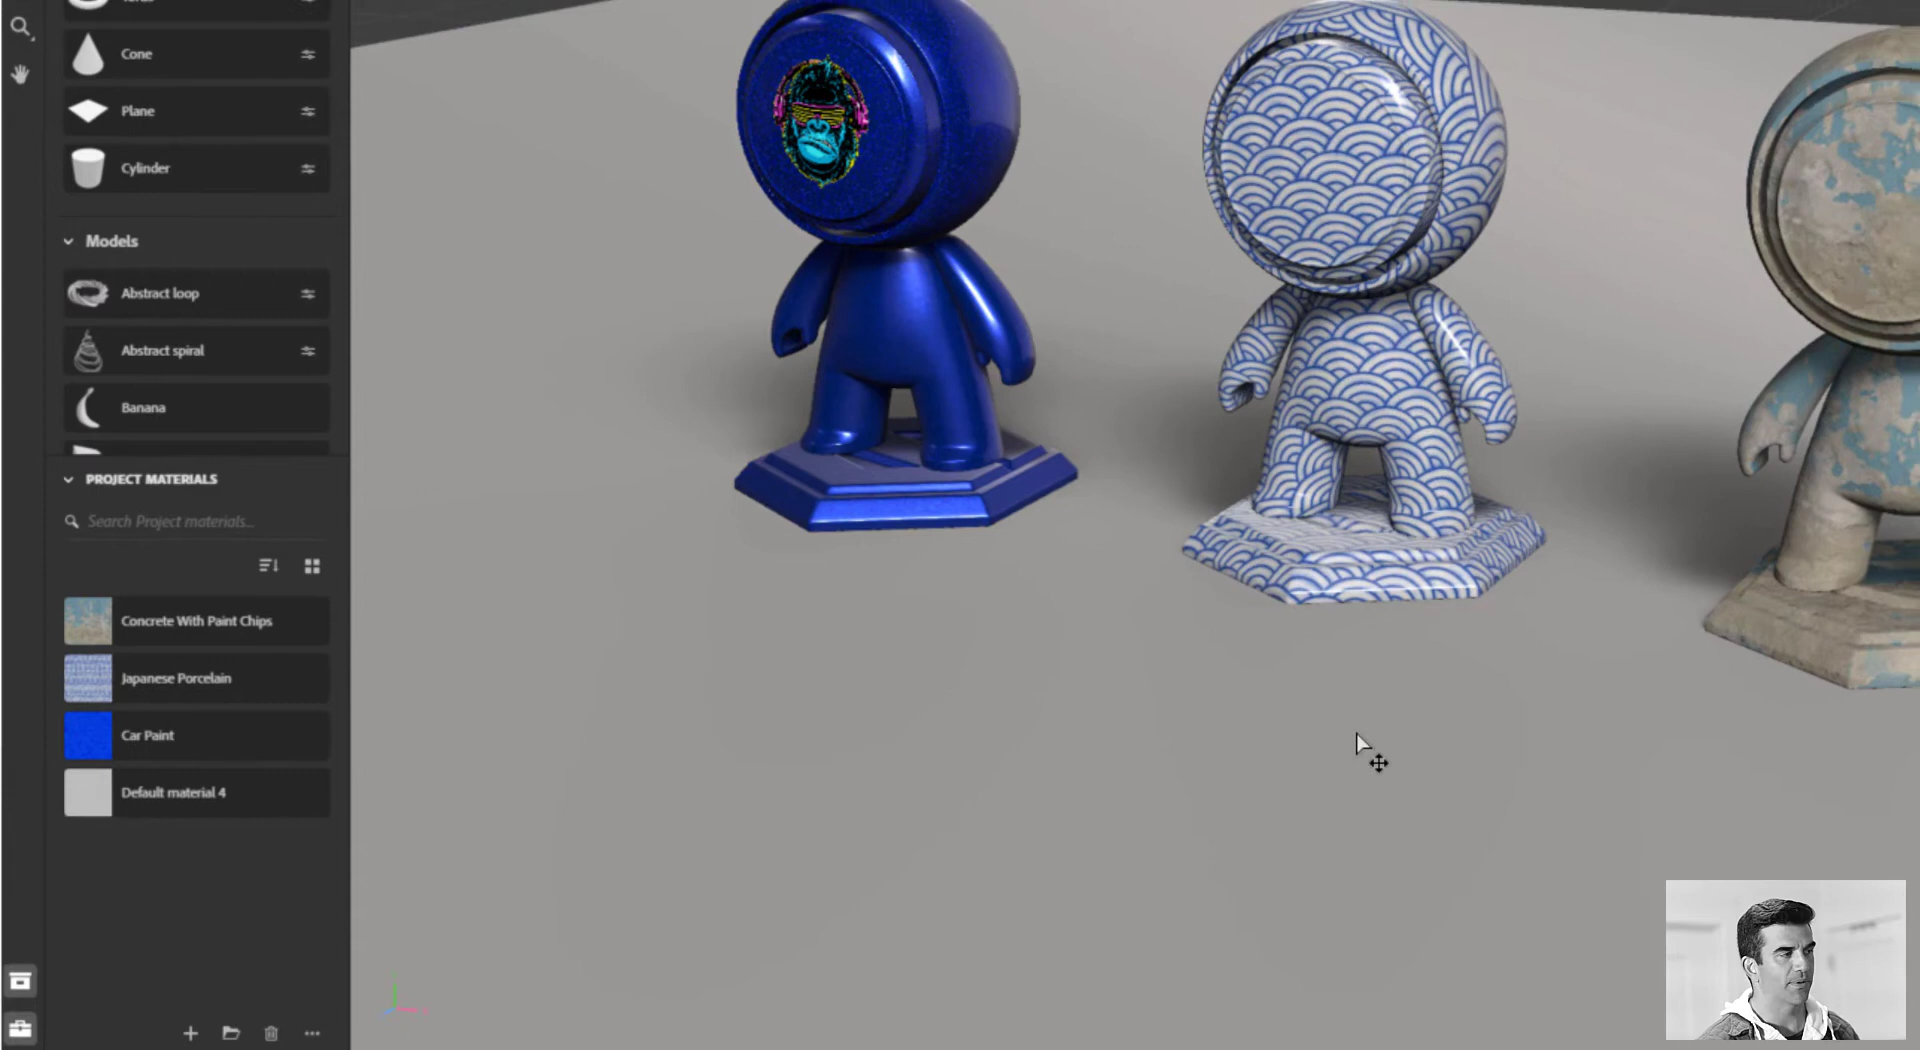 Cone
Plane
Cylinder
Models
Abstract loop
Abstract spiral
Banana
PROJECT MATERIALS
Search Project materials...
Concrete With Paint Chips
Japanese Porcelain
Car Paint
Default material 4